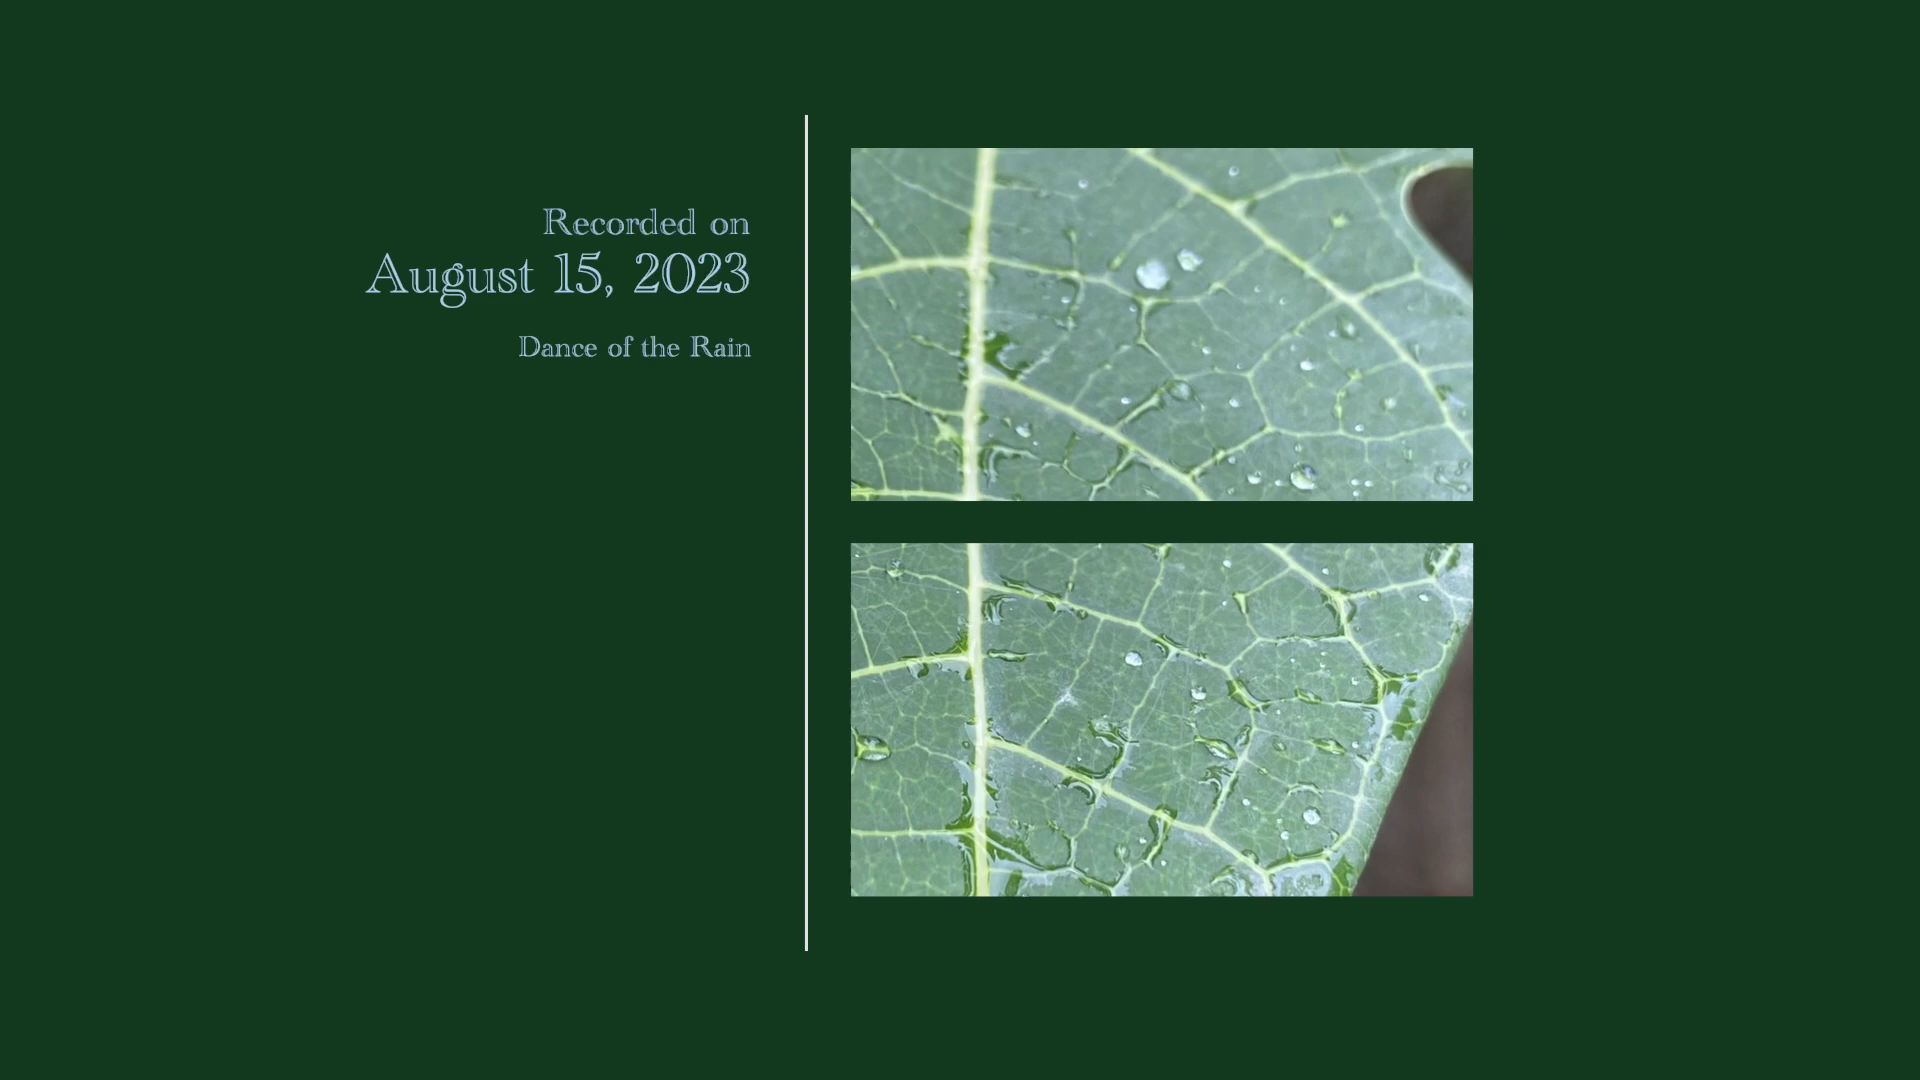 Recorded on
August 15, 2023
Dance of the Rain